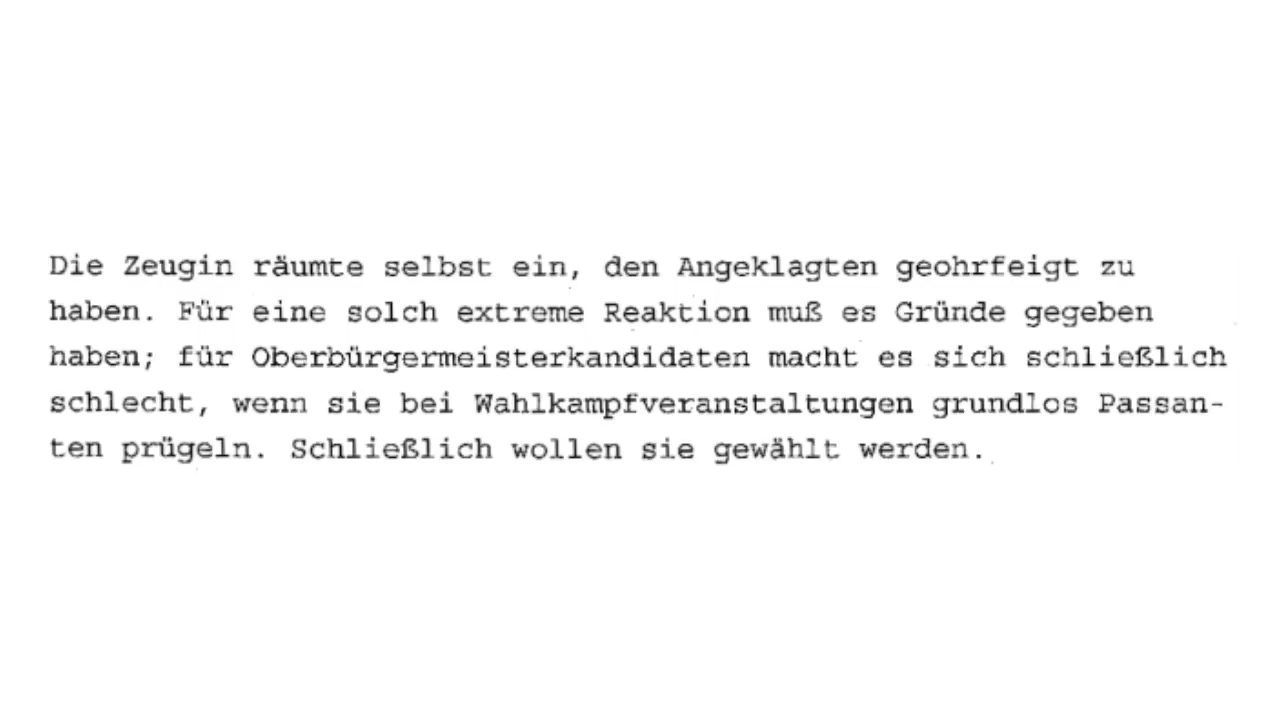 Die Zeugin räumte selbst ein, den Angeklagten geohrfeigt zu
haben. Für eine solch extreme Reaktion muß es Gründe gegeben
haben; für Oberbürgermeisterkandidaten macht es sich schließlich
schlecht, wenn sie bei Wahlkampfveranstaltungen grundlos Passan-
ten prügeln. Schließlich wollen sie gewählt werden.